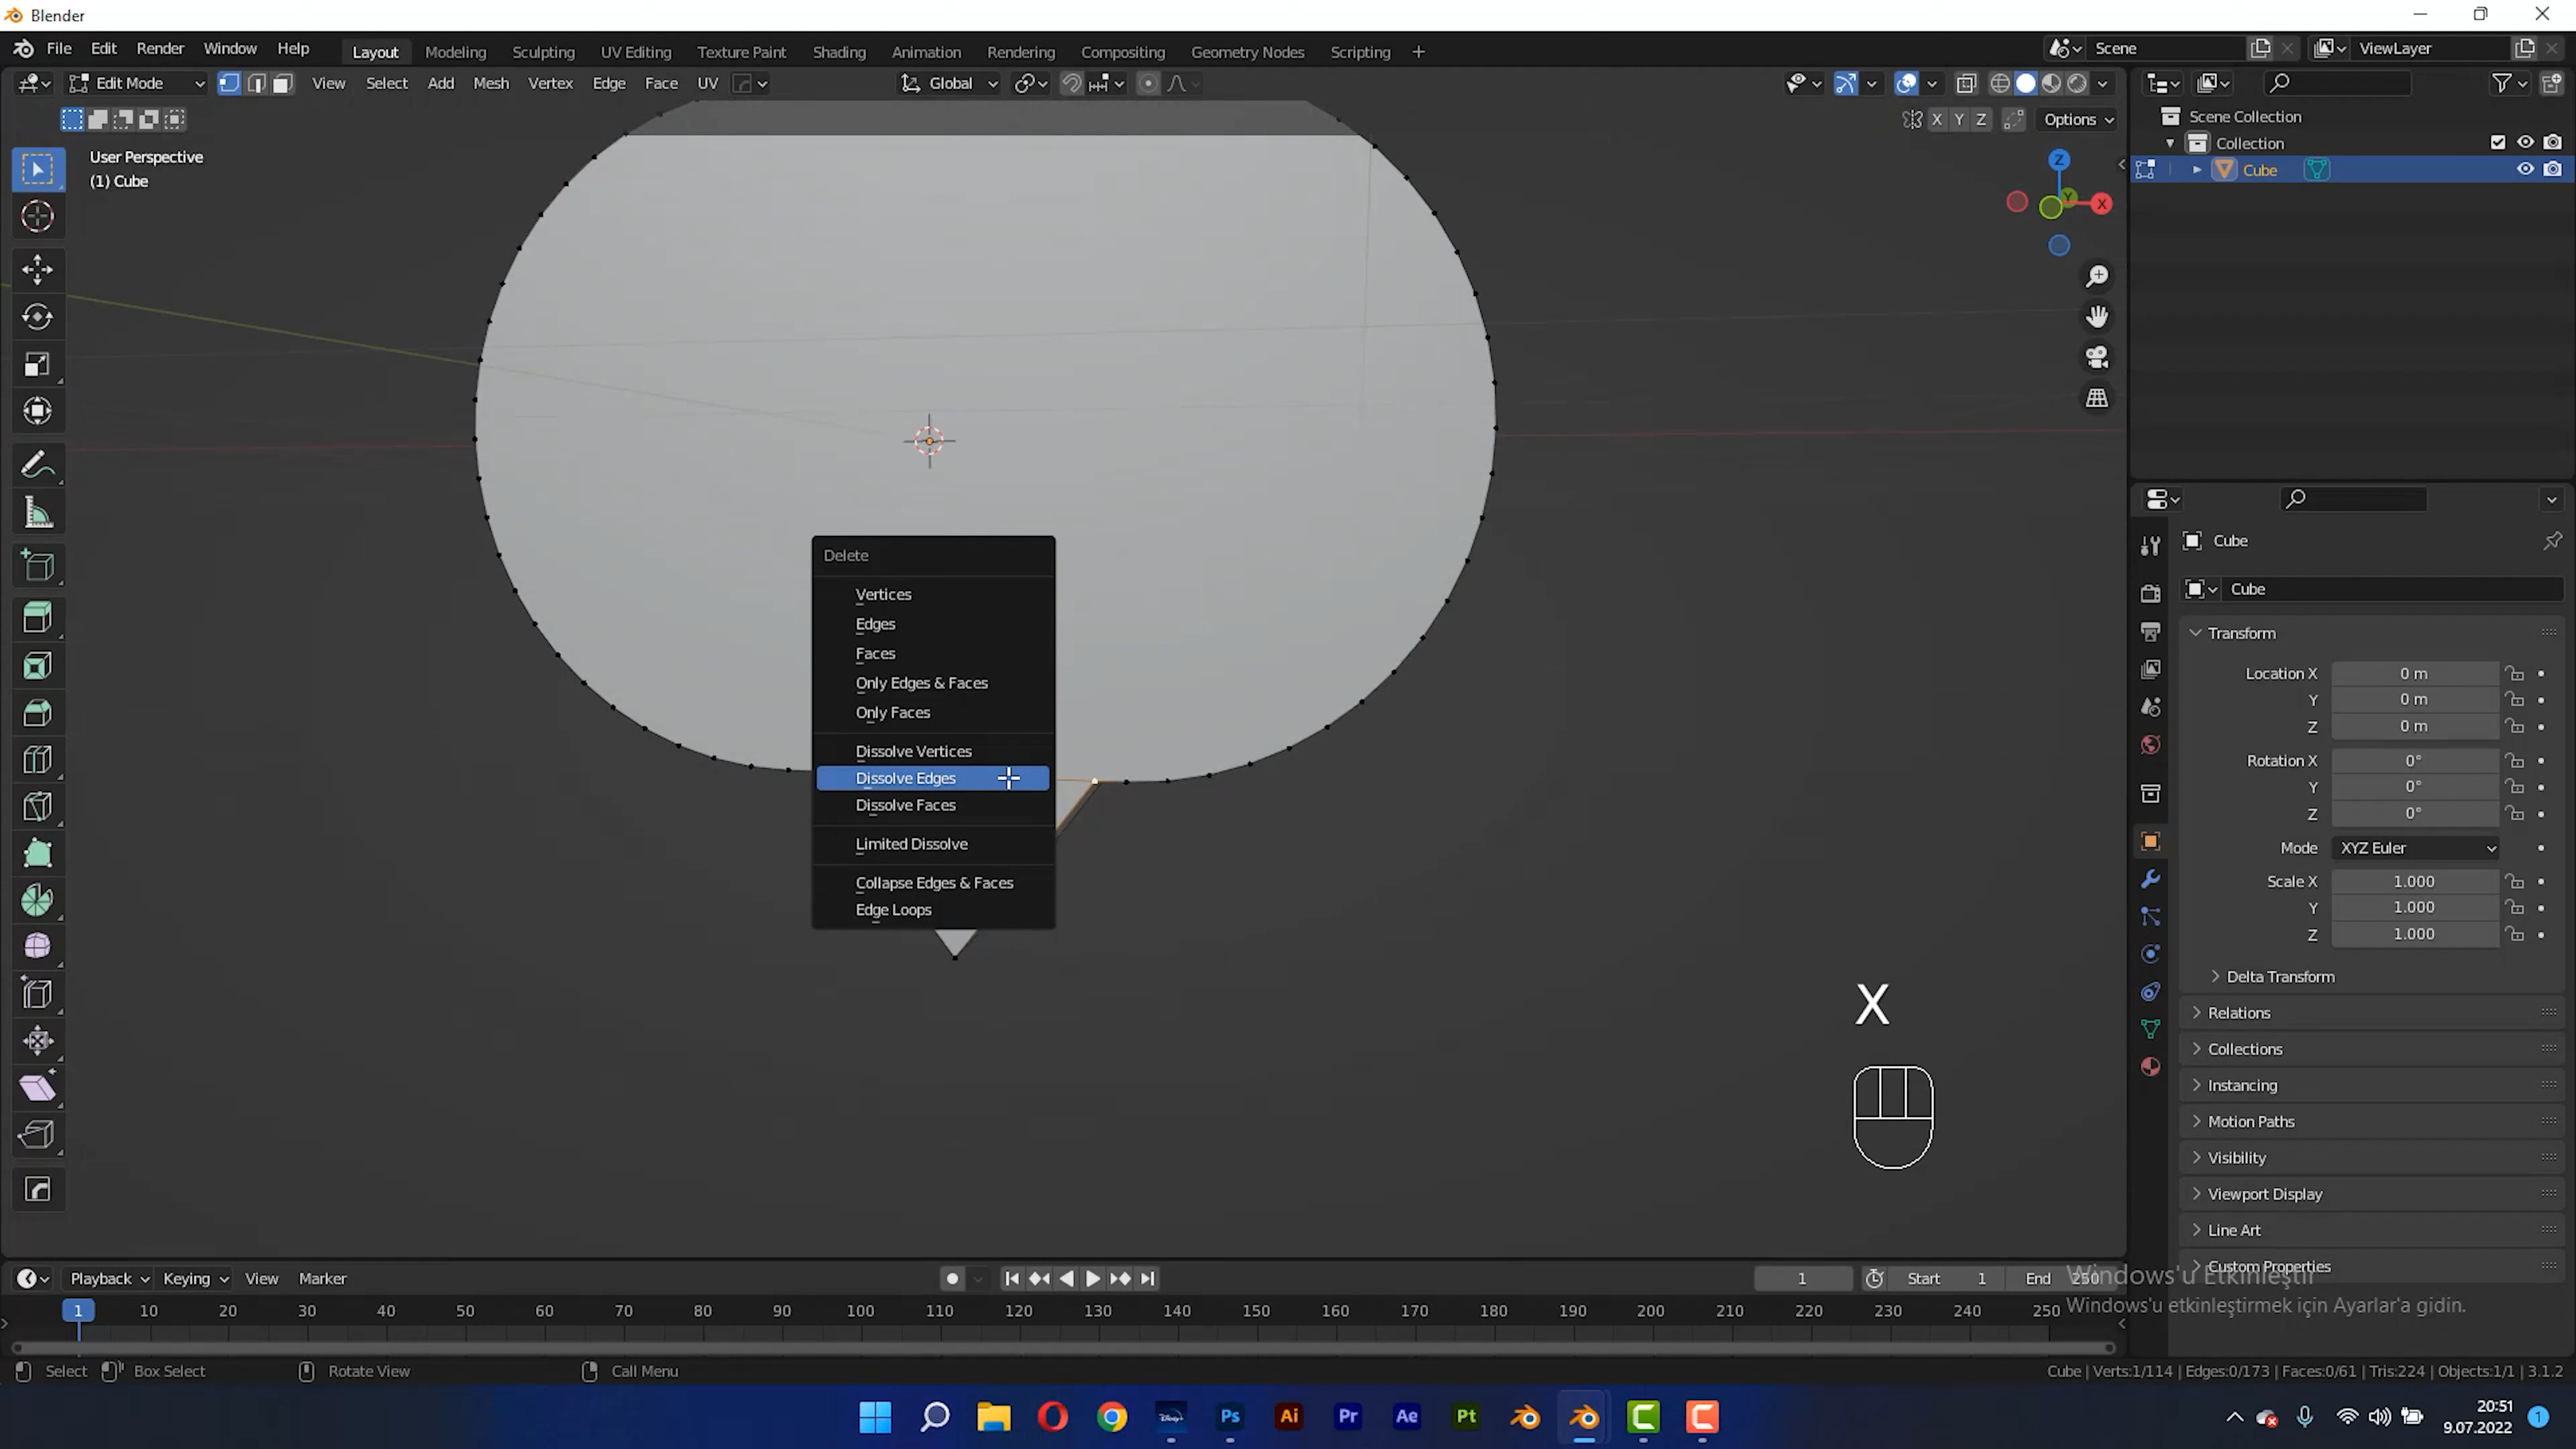 Blender
File Edit Render Window Help Layout Modeling Sculpting UV Editing Texture Paint Shading Animation Rendering Compositing Geometry Nodes Scripting + Scene ViewLayer
Edit Mode View Select Add Mesh Vertex Edge Face UV Global
X Y Z Options
User Perspective
(1) Cube
Z
Y
X
Scene Collection
Collection
Cube
Delete
Vertices
Edges
Faces
Only Edges & Faces
Only Faces
Dissolve Vertices
Dissolve Edges
Dissolve Faces
Limited Dissolve
Collapse Edges & Faces
Edge Loops
X
Cube
Cube
Transform
Location X 0 m
Y 0 m
Z 0 m
Rotation X 0°
Y 0°
Z 0°
Mode XYZ Euler
Scale X 1.000
Y 1.000
Z 1.000
Delta Transform
Relations
Collections
Instancing
Motion Paths
Visibility
Viewport Display
Line Art
Custom Properties
Windows'u Etkinleştir
Windows'u etkinleştirmek için Ayarlar'a gidin.
Playback Keying View Marker 1 Start 1 End 250
1 10 20 30 40 50 60 70 80 90 100 110 120 130 140 150 160 170 180 190 200 210 220 230 240 250
Select Box Select Rotate View Call Menu Cube | Verts:1/114 | Edges:0/173 | Faces:0/61 | Tris:224 | Objects:1/1 | 3.1.2
Disney+ Ps Ai Pr Ae Pt C C
20:51
9.07.2022
1